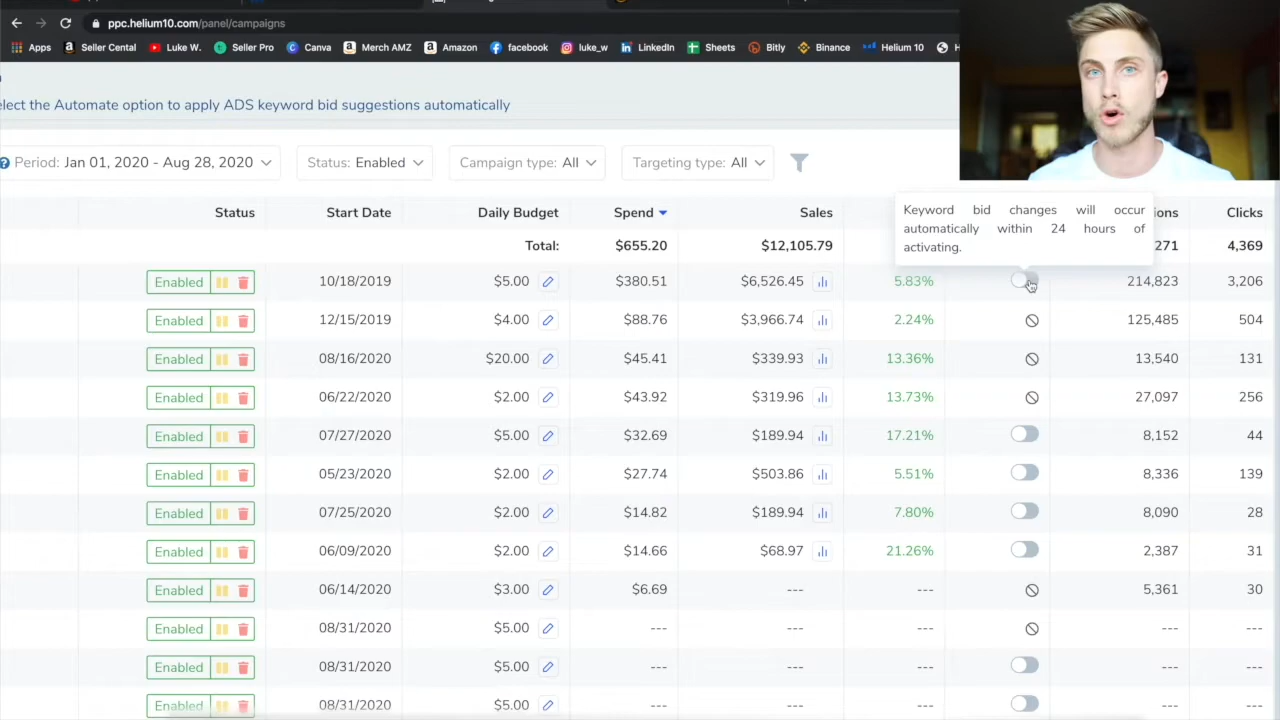 ppc.helium10.com/panel/campaigns
Apps Seller Cental Luke W. Seller Pro Canva Merch AMZ Amazon facebook luke_w LinkedIn Sheets Bitly Binance Helium 10 H
elect the Automate option to apply ADS keyword bid suggestions automatically
Period: Jan 01, 2020 - Aug 28, 2020 Status: Enabled Campaign type: All Targeting type: All
Status Start Date Daily Budget Spend Sales ions Clicks
Keyword bid changes will occur
automatically within 24 hours of
activating.
Total: $655.20 $12,105.79 271 4,369
Enabled 10/18/2019 $5.00 $380.51 $6,526.45 5.83% 214,823 3,206
Enabled 12/15/2019 $4.00 $88.76 $3,966.74 2.24% 125,485 504
Enabled 08/16/2020 $20.00 $45.41 $339.93 13.36% 13,540 131
Enabled 06/22/2020 $2.00 $43.92 $319.96 13.73% 27,097 256
Enabled 07/27/2020 $5.00 $32.69 $189.94 17.21% 8,152 44
Enabled 05/23/2020 $2.00 $27.74 $503.86 5.51% 8,336 139
Enabled 07/25/2020 $2.00 $14.82 $189.94 7.80% 8,090 28
Enabled 06/09/2020 $2.00 $14.66 $68.97 21.26% 2,387 31
Enabled 06/14/2020 $3.00 $6.69 --- --- 5,361 30
Enabled 08/31/2020 $5.00 --- --- --- --- ---
Enabled 08/31/2020 $5.00 --- --- --- --- ---
Enabled 08/31/2020 $5.00 --- --- --- --- ---